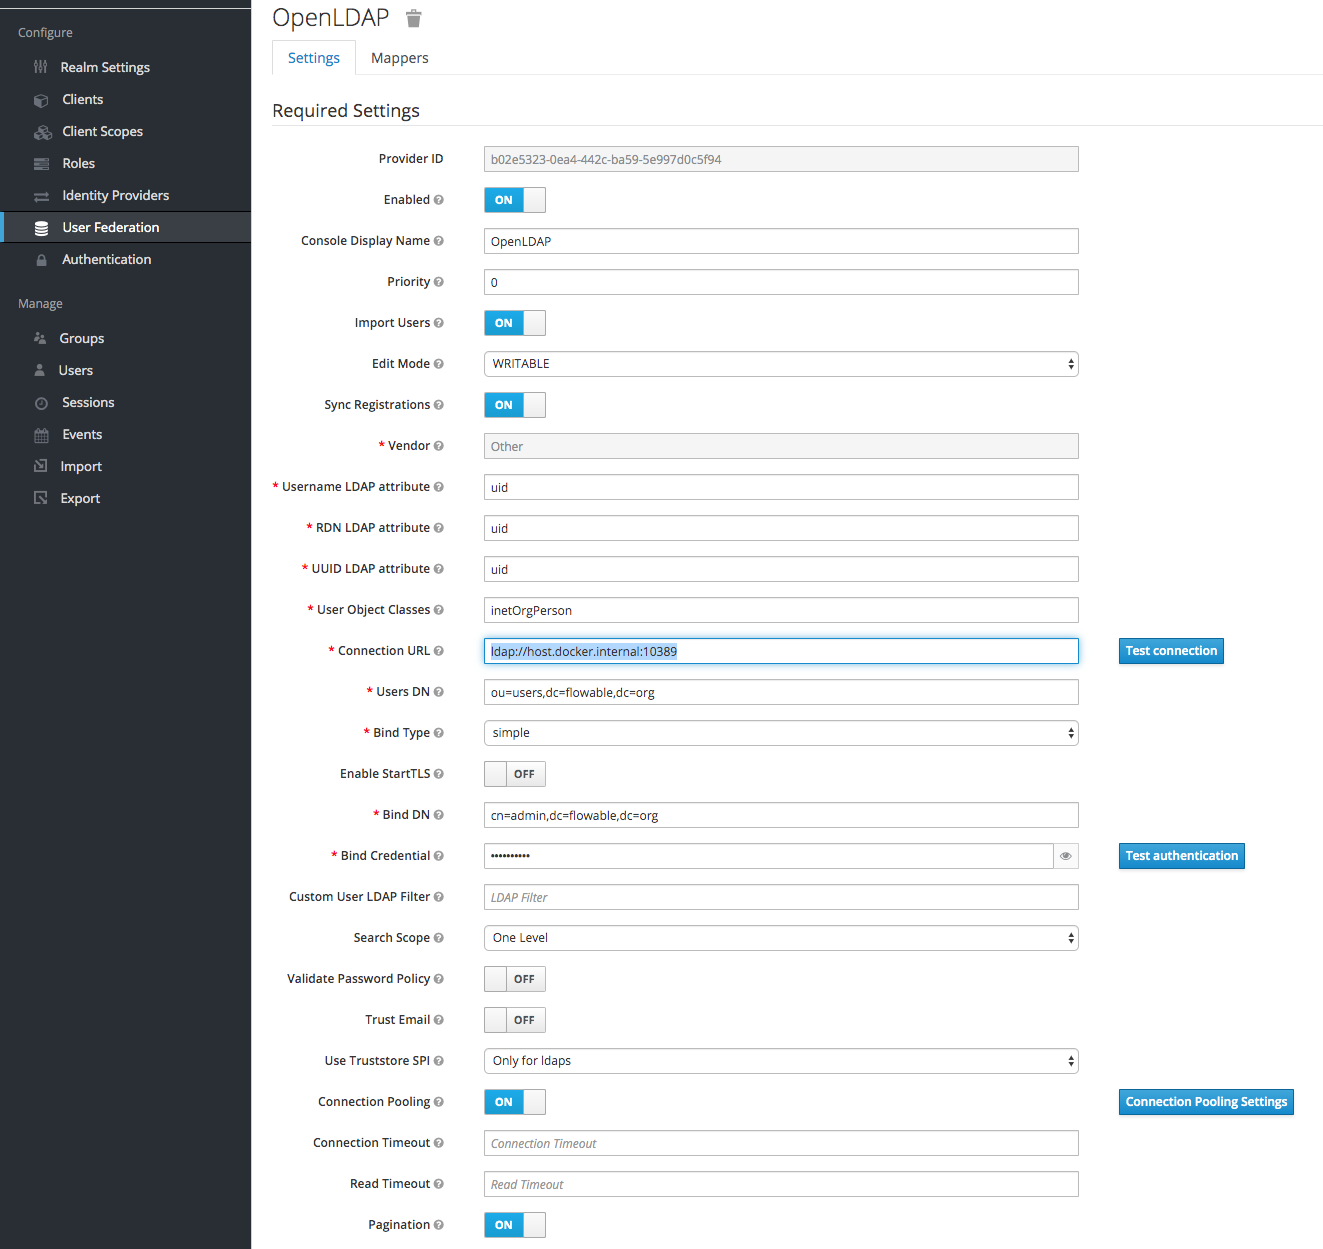 Configure
Realm Settings
Clients
Client Scopes
Roles
Identity Providers
User Federation
Authentication
Manage
Groups
Users
Sessions
Events
Import
Export
OpenLDAP
Settings Mappers
Required Settings
Provider ID b02e5323-0ea4-442c-ba59-5e997d0c5f94
Enabled ON
Console Display Name OpenLDAP
Priority 0
Import Users ON
Edit Mode WRITABLE
Sync Registrations ON
* Vendor Other
* Username LDAP attribute uid
* RDN LDAP attribute uid
* UUID LDAP attribute uid
* User Object Classes inetOrgPerson
* Connection URL ldap://host.docker.internal:10389 Test connection
* Users DN ou=users,dc=flowable,dc=org
* Bind Type simple
Enable StartTLS OFF
* Bind DN cn=admin,dc=flowable,dc=org
* Bind Credential •••••••••• Test authentication
Custom User LDAP Filter LDAP Filter
Search Scope One Level
Validate Password Policy OFF
Trust Email OFF
Use Truststore SPI Only for ldaps
Connection Pooling ON Connection Pooling Settings
Connection Timeout Connection Timeout
Read Timeout Read Timeout
Pagination ON